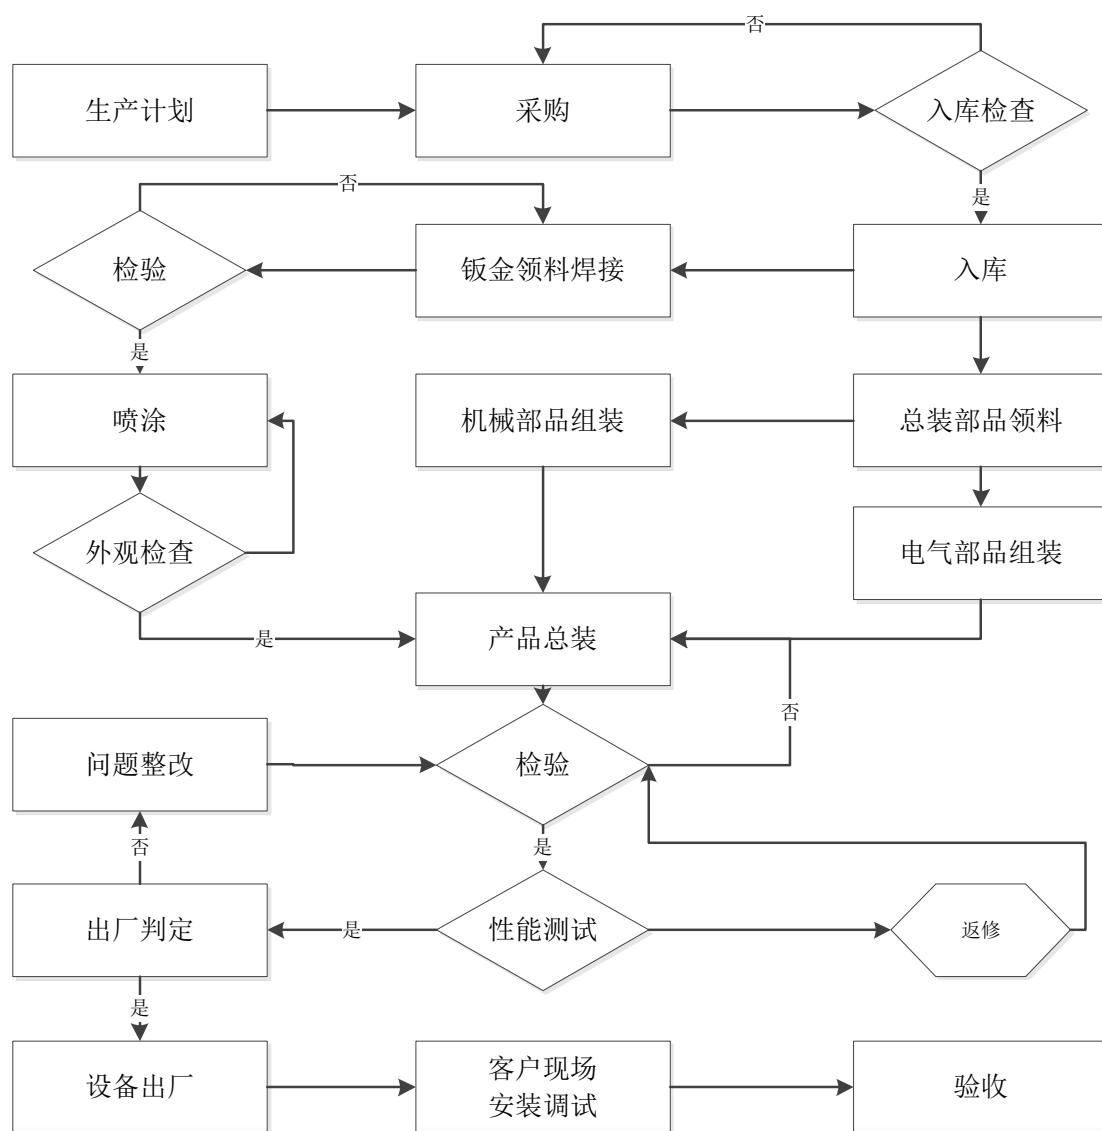 否
生产计划
采购
入库检查
否
是
检验
钣金领料焊接
入库
是
喷涂
机械部品组装
总装部品领料
外观检查
电气部品组装
是
产品总装
否
问题整改
检验
否
是
出厂判定
是
性能测试
返修
是
设备出厂
客户现场
安装调试
验收